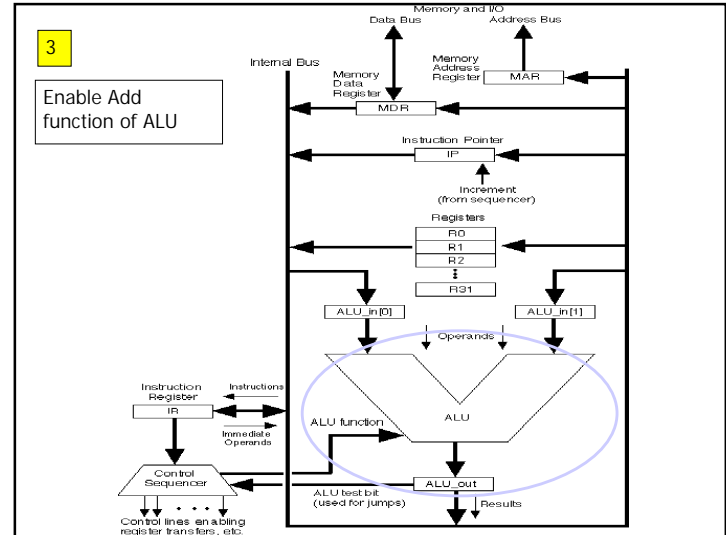 3
Enable Add
function of ALU
Memory and I/O
Data Bus
Address Bus
Internal Bus
Memory
Data
Register
MDR
Memory
Address
Register
MAR
Instruction Pointer
IP
Increment
(from sequencer)
Registers
R0
R1
R2
R31
ALU_in[0]
ALU_in[1]
Operands
ALU
Instruction
Register
IR
Instructions
Immediate
Operands
ALU function
Control
Sequencer
ALU_out
ALU test bit
(used for jumps)
Results
Control lines enabling
register transfers, etc.